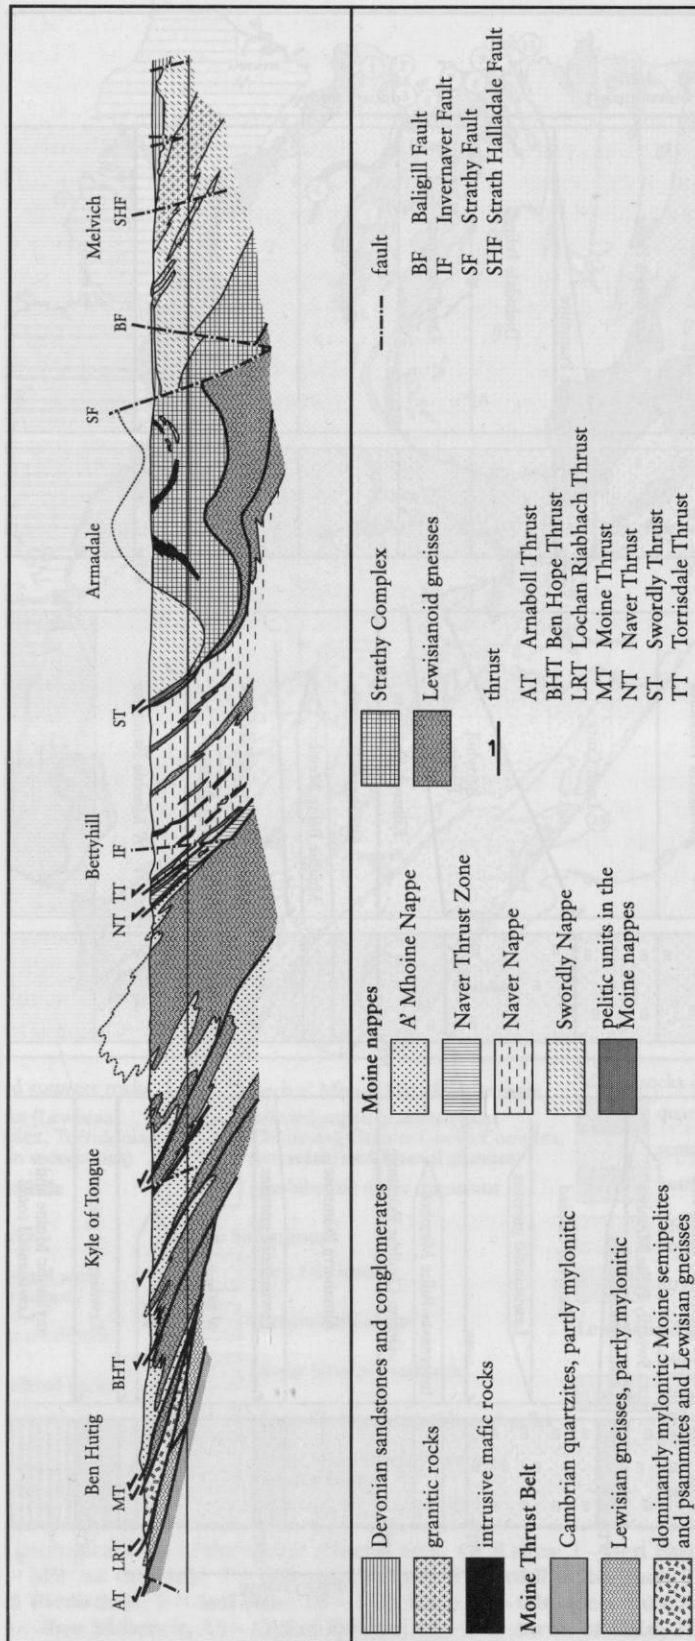 Ben Hutig
Kyle of Tongue
Bettyhill
Armadale
Melvich
AT
LRT
MT
BHT
NT
TT
IF
ST
SF
BF
SHF
Devonian sandstones and conglomerates
granitic rocks
intrusive mafic rocks
Moine Thrust Belt
Cambrian quartzites, partly mylonitic
Lewisian gneisses, partly mylonitic
dominantly mylonitic Moine semipelites
and psammites and Lewisian gneisses
Moine nappes
A' Mhoine Nappe
Naver Thrust Zone
Naver Nappe
Swordly Nappe
pelitic units in the
Moine nappes
Strathy Complex
Lewisianoid gneisses
thrust
AT Arnaboll Thrust
BHT Ben Hope Thrust
LRT Lochan Riabhach Thrust
MT Moine Thrust
NT Naver Thrust
ST Swordly Thrust
TT Torrisdale Thrust
fault
BF Baligill Fault
IF Invernaver Fault
SF Strathy Fault
SHF Strath Halladale Fault